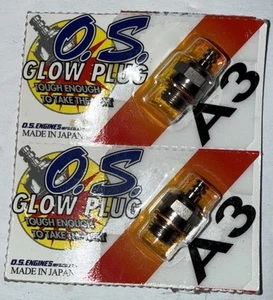 O.S.
GLOW PLUG
TOUGH ENOUGH
TO TAKE THE
O.S.ENGINES
MADE IN JAPAN
A3
O.S.
GLOW PLUG
TOUGH ENOUGH
TO TAKE THE
O.S.ENGINES
MADE IN JAPAN
A3